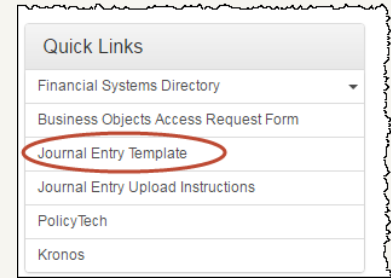 Quick Links
Financial Systems Directory
Business Objects Access Request Form
Journal Entry Template
Journal Entry Upload Instructions
PolicyTech
Kronos